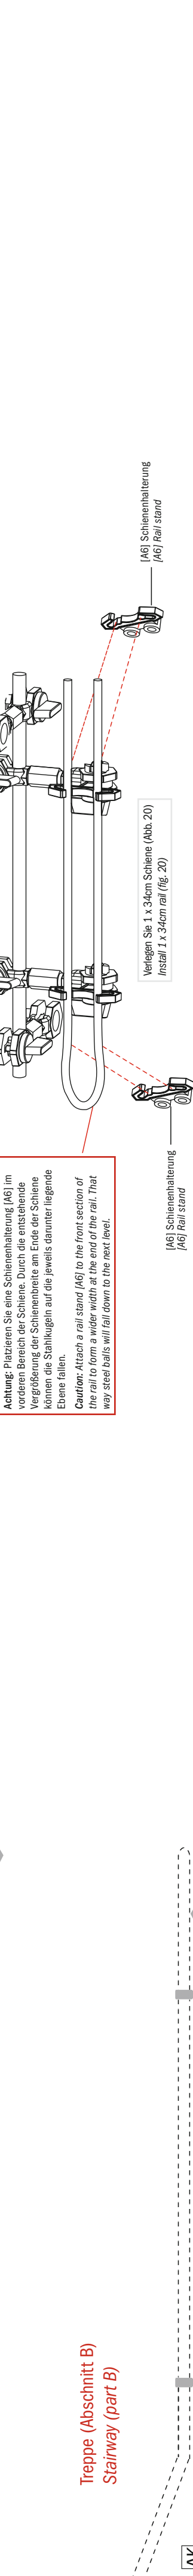 Achtung: Platzieren Sie eine Schienenhalterung [A6] im
vorderen Bereich der Schiene. Durch die entstehende
Vergrößerung der Schienenbreite am Ende der Schiene
können die Stahlkugeln auf die jeweils darunter liegende
Ebene fallen.
Caution: Attach a rail stand [A6] to the front section of
the rail to form a wider width at the end of the rail. That
way steel balls will fall down to the next level.
[A6] Schienenhalterung
[A6] Rail stand
Verlegen Sie 1 x 34cm Schiene (Abb. 20)
Install 1 x 34cm rail (fig. 20)
[A6] Schienenhalterung
[A6] Rail stand
Treppe (Abschnitt B)
Stairway (part B)